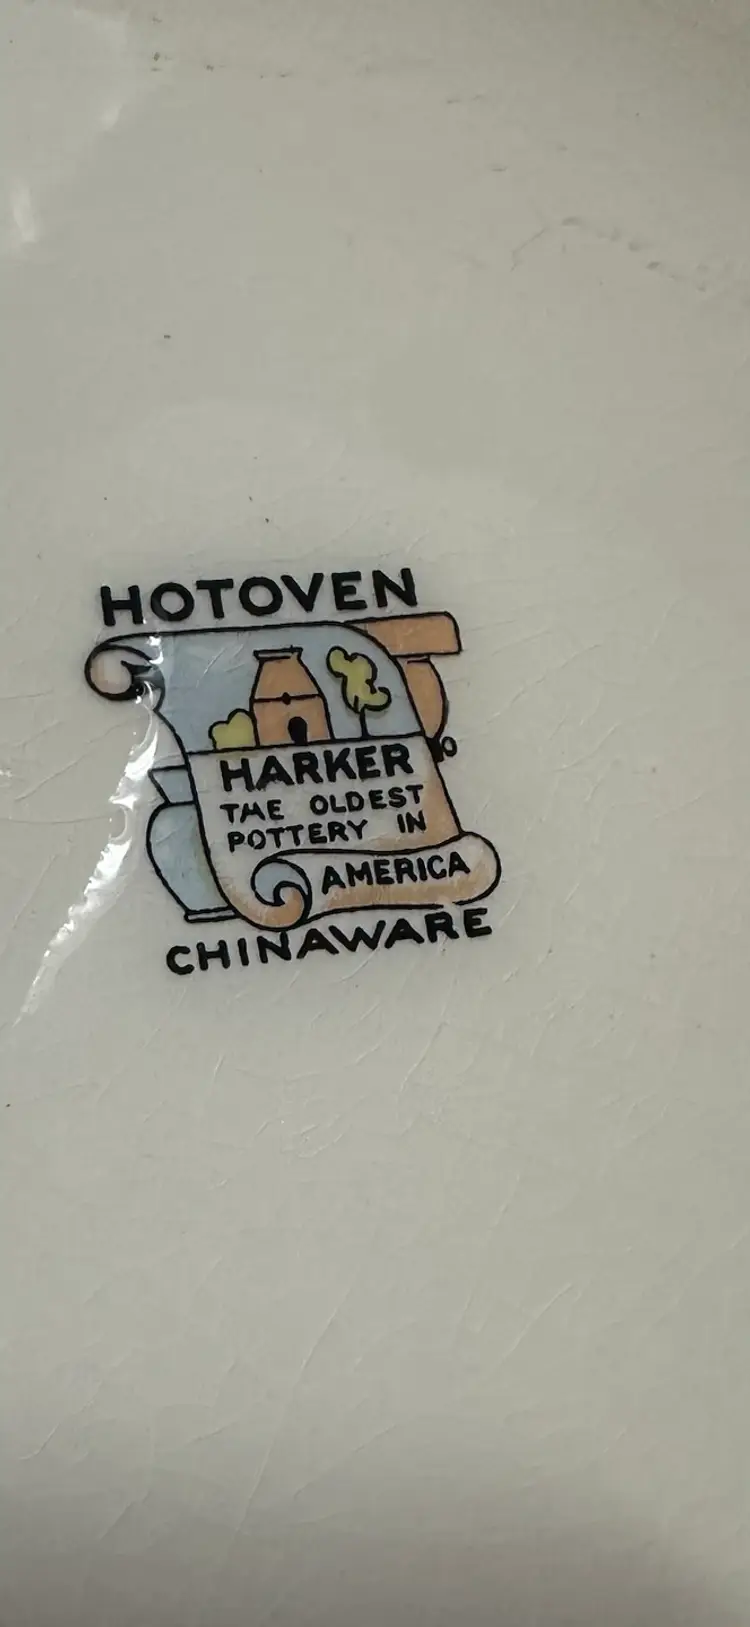 HOTOVEN
HARKER
THE OLDEST
POTTERY IN
AMERICA
CHINAWARE